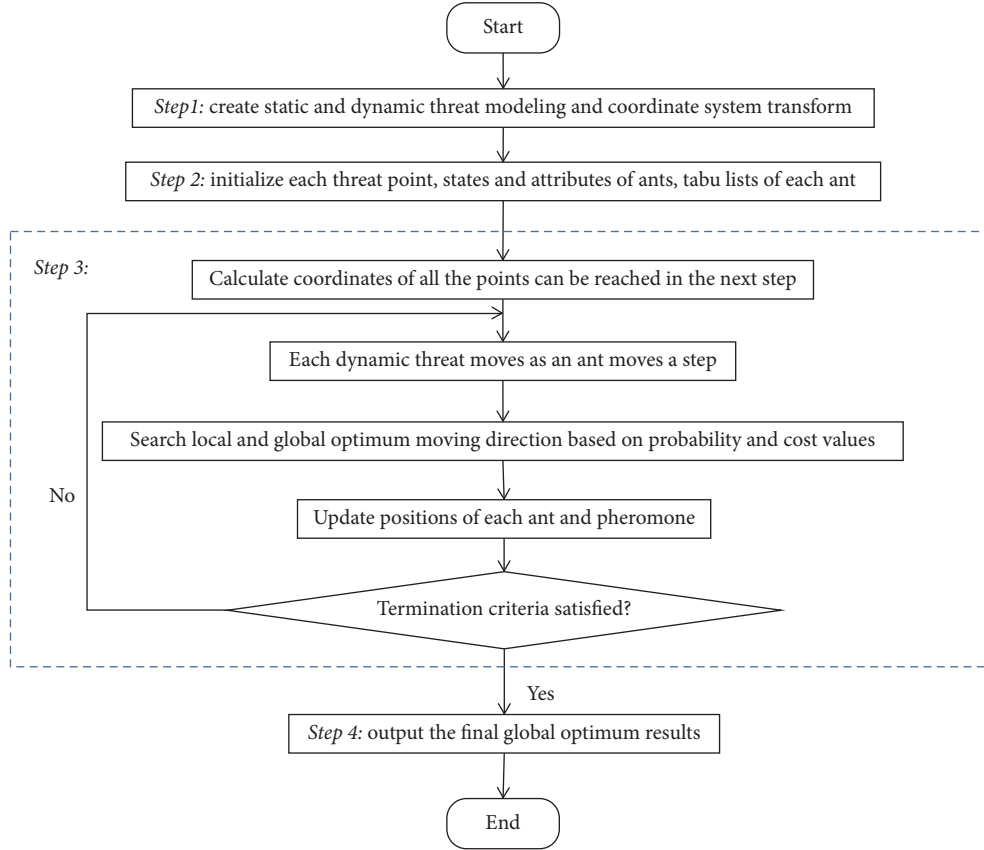 Start
Step1: create static and dynamic threat modeling and coordinate system transform
Step 2: initialize each threat point, states and attributes of ants, tabu lists of each ant
Step 3:
Calculate coordinates of all the points can be reached in the next step
Each dynamic threat moves as an ant moves a step
Search local and global optimum moving direction based on probability and cost values
No
Update positions of each ant and pheromone
Termination criteria satisfied?
Yes
Step 4: output the final global optimum results
End